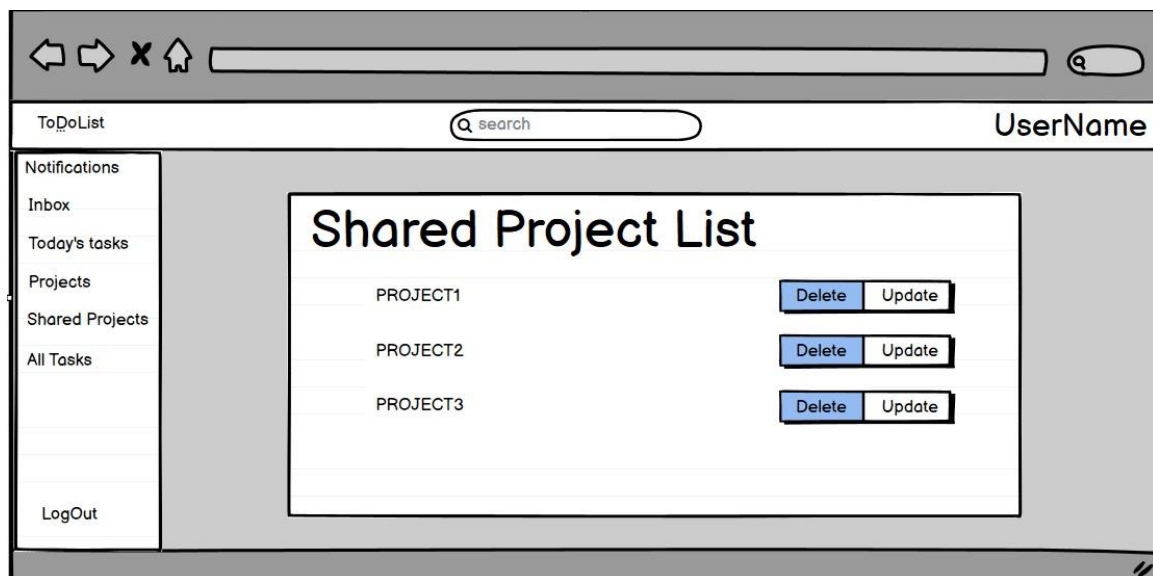 ToDoList
search
UserName
Notifications
Inbox
Today's tasks
Projects
Shared Projects
All Tasks
LogOut
Shared Project List
PROJECT1 Delete Update
PROJECT2 Delete Update
PROJECT3 Delete Update